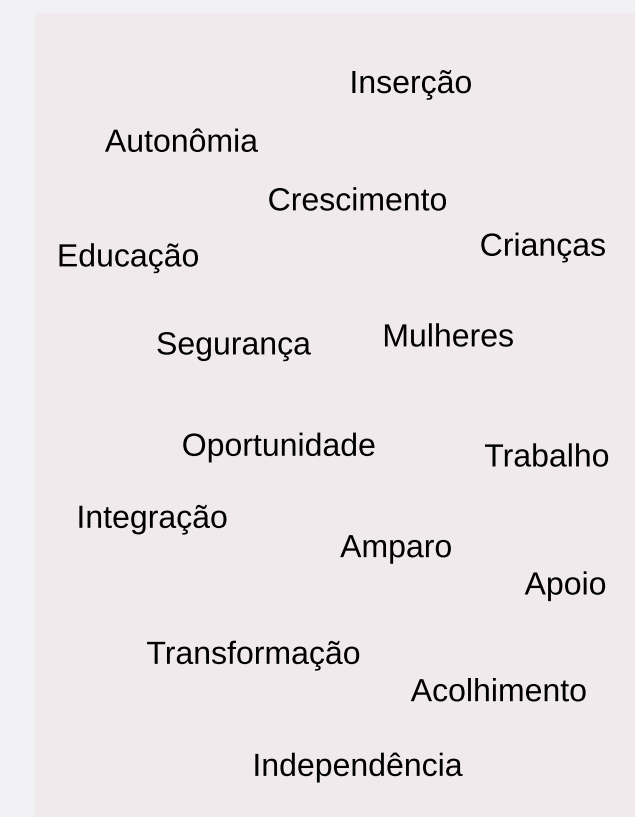 Inserção
Autonômia
Crescimento
Crianças
Educação
Mulheres
Segurança
Oportunidade
Trabalho
Integração
Amparo
Apoio
Transformação
Acolhimento
Independência